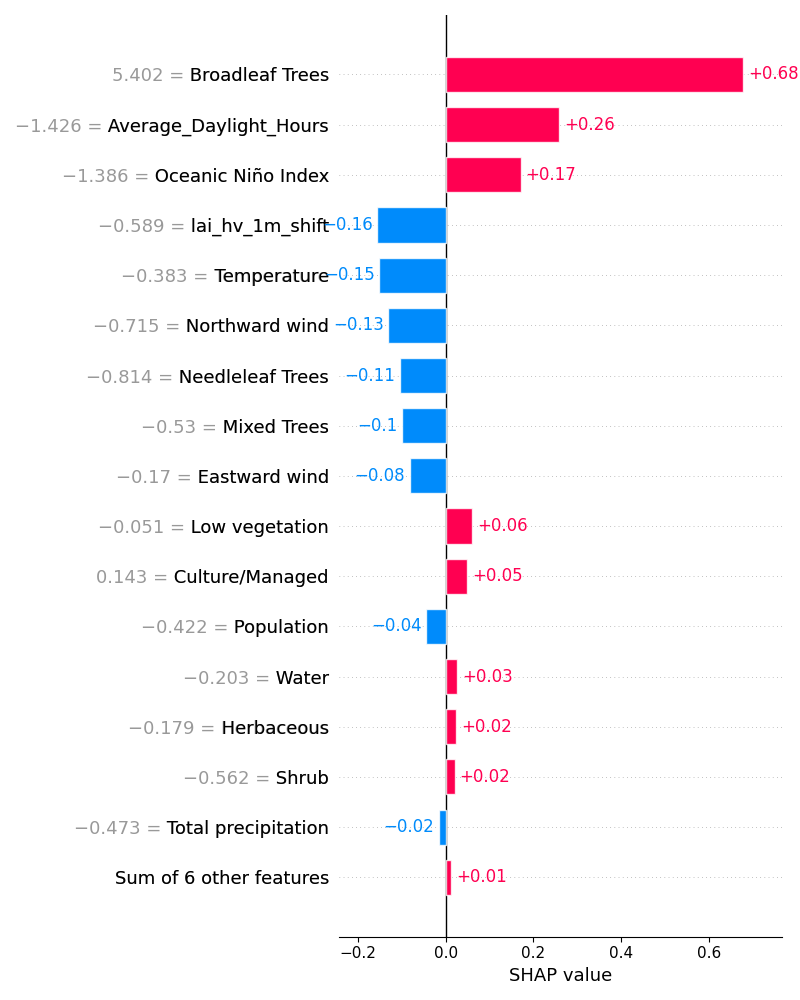 5.402 = Broadleaf Trees +0.68
−1.426 = Average_Daylight_Hours +0.26
−1.386 = Oceanic Niño Index +0.17
−0.589 = lai_hv_1m_shift −0.16
−0.383 = Temperature −0.15
−0.715 = Northward wind −0.13
−0.814 = Needleleaf Trees −0.11
−0.53 = Mixed Trees −0.1
−0.17 = Eastward wind −0.08
−0.051 = Low vegetation +0.06
0.143 = Culture/Managed +0.05
−0.422 = Population −0.04
−0.203 = Water +0.03
−0.179 = Herbaceous +0.02
−0.562 = Shrub +0.02
−0.473 = Total precipitation −0.02
Sum of 6 other features +0.01
−0.2 0.0 0.2 0.4 0.6
SHAP value